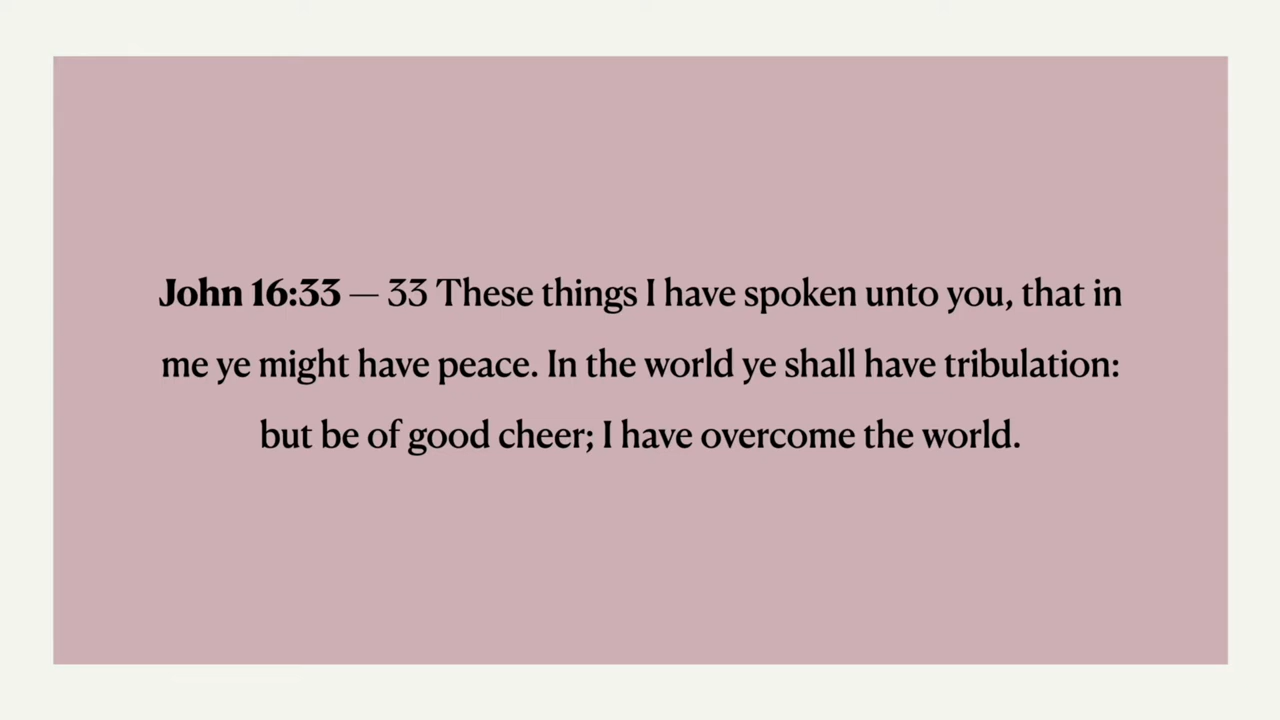 John 16:33 — 33 These things I have spoken unto you, that in
me ye might have peace. In the world ye shall have tribulation:
but be of good cheer; I have overcome the world.